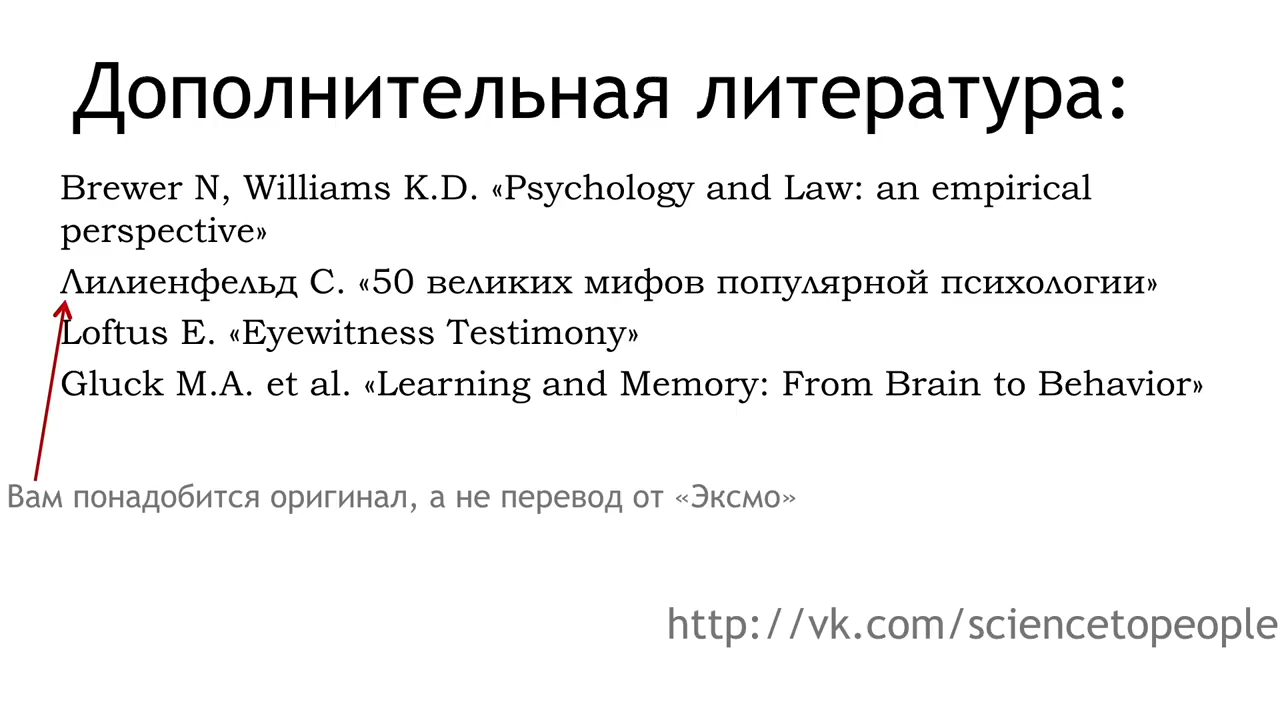 Дополнительная литература:
Brewer N, Williams K.D. «Psychology and Law: an empirical
perspective»
Лилиенфельд С. «50 великих мифов популярной психологии»
Loftus E. «Eyewitness Testimony»
Gluck M.A. et al. «Learning and Memory: From Brain to Behavior»
Вам понадобится оригинал, а не перевод от «Эксмо»
http://vk.com/sciencetopeople